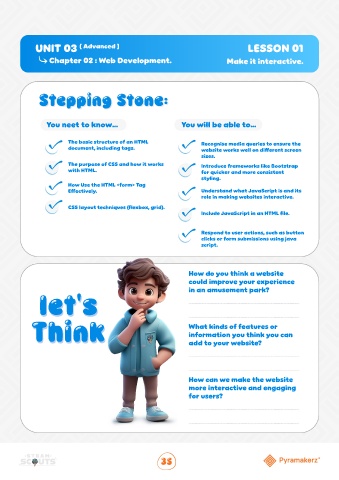 UNIT 03 [ Advanced ]
Chapter 02 : Web Development.
LESSON 01
Make it interactive.
Stepping Stone:
You neet to know...
The basic structure of an HTML
document, including tags.
The purpose of CSS and how it works
with HTML.
How Use the HTML <form> Tag
Effectively.
CSS layout techniques (flexbox, grid).
You will be able to...
Recognize media queries to ensure the
website works well on different screen
sizes.
Introduce frameworks like Bootstrap
for quicker and more consistent
styling.
Understand what JavaScript is and its
role in making websites interactive.
Include JavaScript in an HTML file.
Respond to user actions, such as button
clicks or form submissions using java
script.
let's
Think
How do you think a website
could improve your experience
in an amusement park?
What kinds of features or
information you think you can
add to your website?
How can we make the website
more interactive and engaging
for users?
STEAM
SCOUTS
35
Pyramakerz